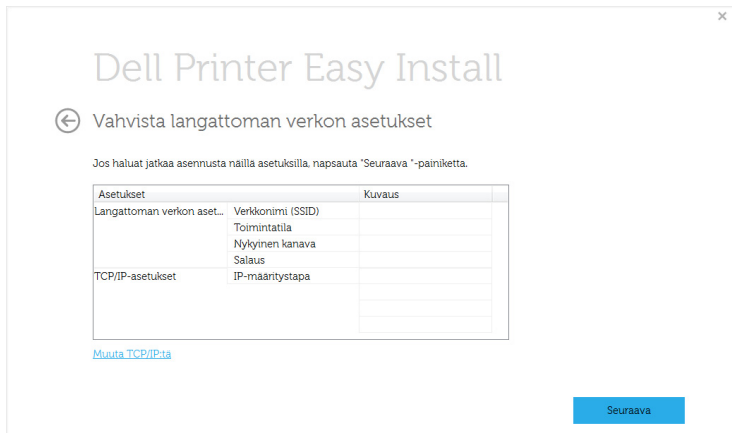 Dell Printer Easy Install
Vahvista langattoman verkon asetukset
Jos haluat jatkaa asennusta näillä asetuksilla, napsauta "Seuraava "-painiketta.
Asetukset Kuvaus
Langattoman verkon aset... Verkkonimi (SSID)
Toimintatila
Nykyinen kanava
Salaus
TCP/IP-asetukset IP-määritystapa
Muuta TCP/IP:tä
Seuraava